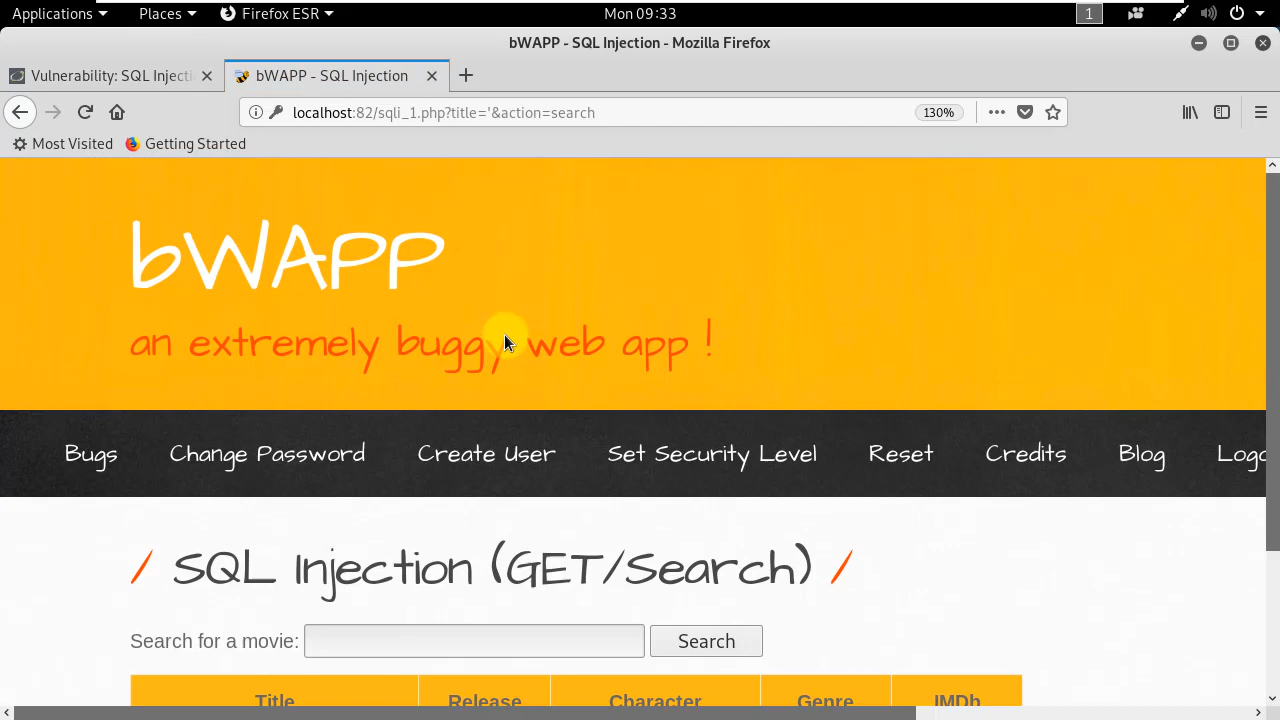 Applications Places Firefox ESR Mon 09:33 1
bWAPP - SQL Injection - Mozilla Firefox
Vulnerability: SQL Injecti bWAPP - SQL Injection
localhost:82/sqli_1.php?title='&action=search 130%
Most Visited Getting Started
bWAPP
an extremely buggy web app !
Bugs Change Password Create User Set Security Level Reset Credits Blog Logo
/ SQL Injection (GET/Search) /
Search for a movie: Search
Title Release Character Genre IMDb